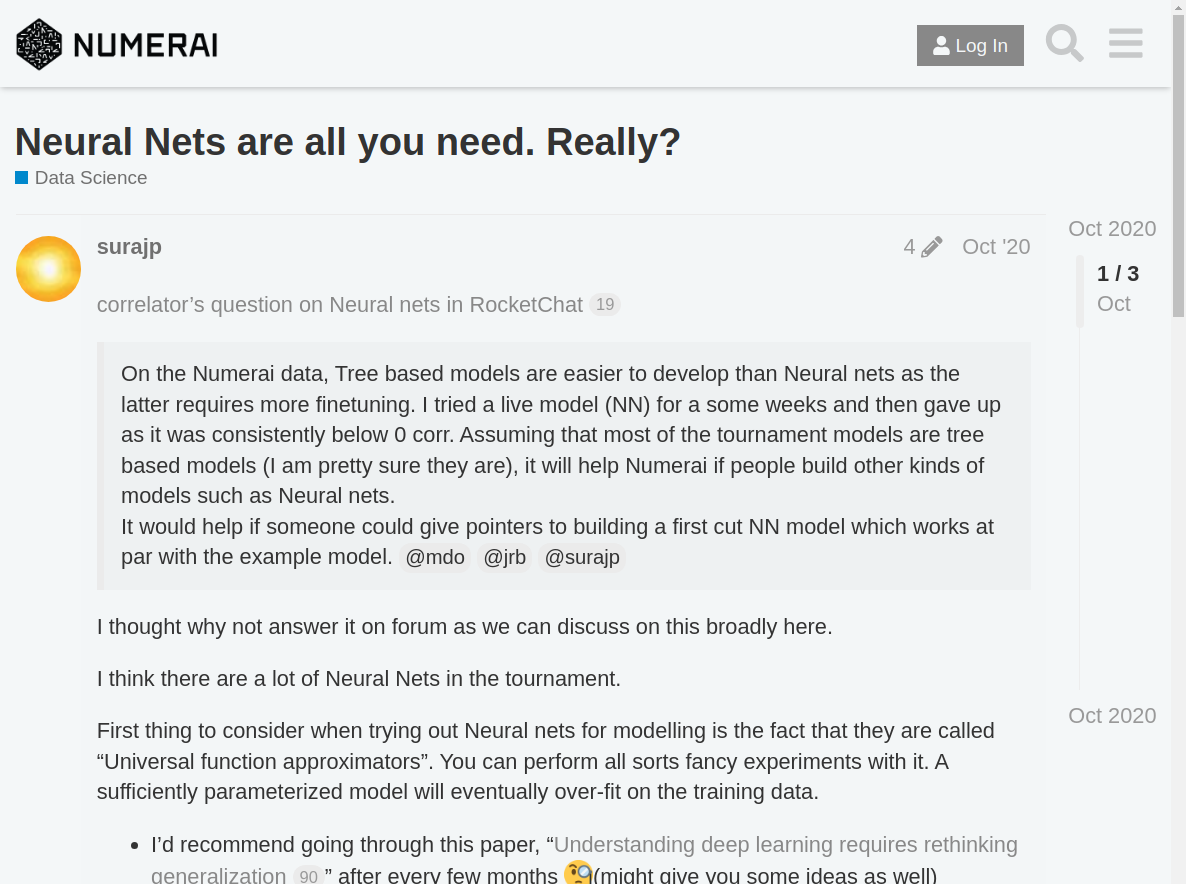 NUMERAI
Log In
Neural Nets are all you need. Really?
Data Science
surajp
4
Oct '20
correlator’s question on Neural nets in RocketChat 19
On the Numerai data, Tree based models are easier to develop than Neural nets as the
latter requires more finetuning. I tried a live model (NN) for a some weeks and then gave up
as it was consistently below 0 corr. Assuming that most of the tournament models are tree
based models (I am pretty sure they are), it will help Numerai if people build other kinds of
models such as Neural nets.
It would help if someone could give pointers to building a first cut NN model which works at
par with the example model. @mdo @jrb @surajp
I thought why not answer it on forum as we can discuss on this broadly here.
I think there are a lot of Neural Nets in the tournament.
First thing to consider when trying out Neural nets for modelling is the fact that they are called
“Universal function approximators”. You can perform all sorts fancy experiments with it. A
sufficiently parameterized model will eventually over-fit on the training data.
I’d recommend going through this paper, “Understanding deep learning requires rethinking
generalization 90 ” after every few months (might give you some ideas as well)
Oct 2020
1 / 3
Oct
Oct 2020